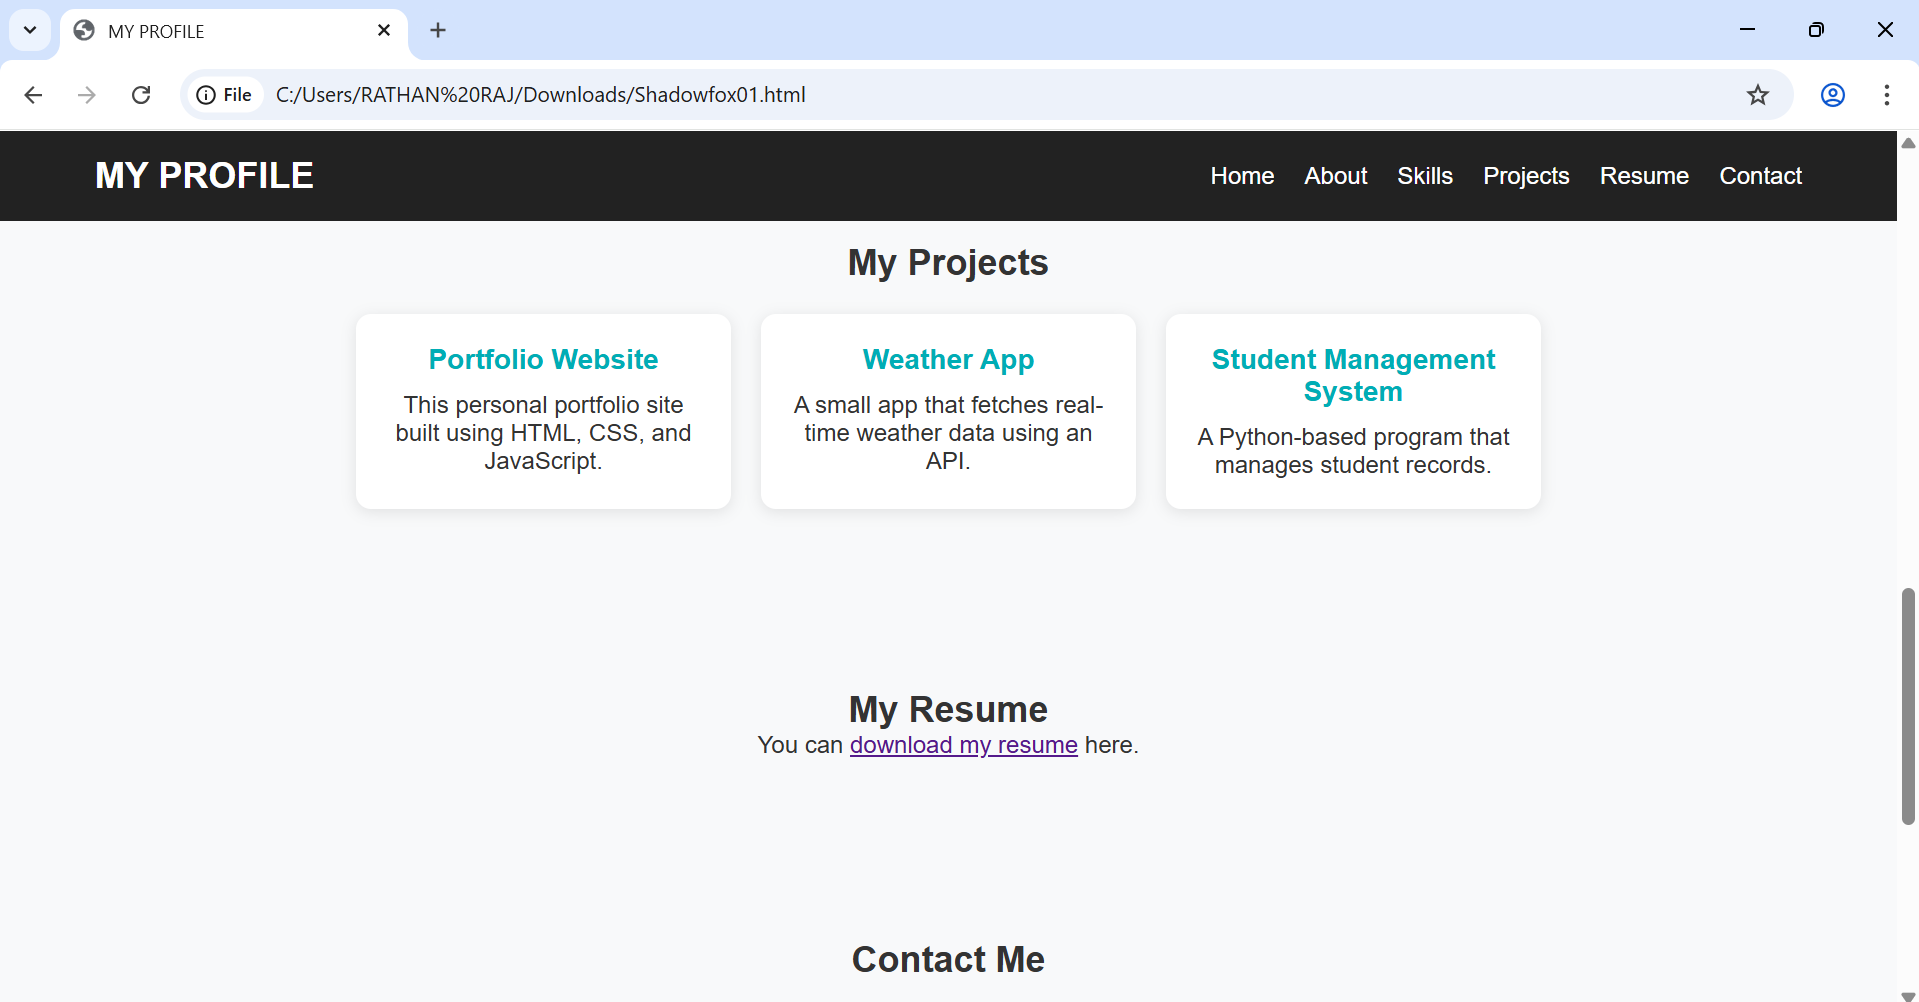 MY PROFILE
File
C:/Users/RATHAN%20RAJ/Downloads/Shadowfox01.html
MY PROFILE
Home
About
Skills
Projects
Resume
Contact
My Projects
Portfolio Website
This personal portfolio site
built using HTML, CSS, and
JavaScript.
Weather App
A small app that fetches real-
time weather data using an
API.
Student Management
System
A Python-based program that
manages student records.
My Resume
You can download my resume here.
Contact Me